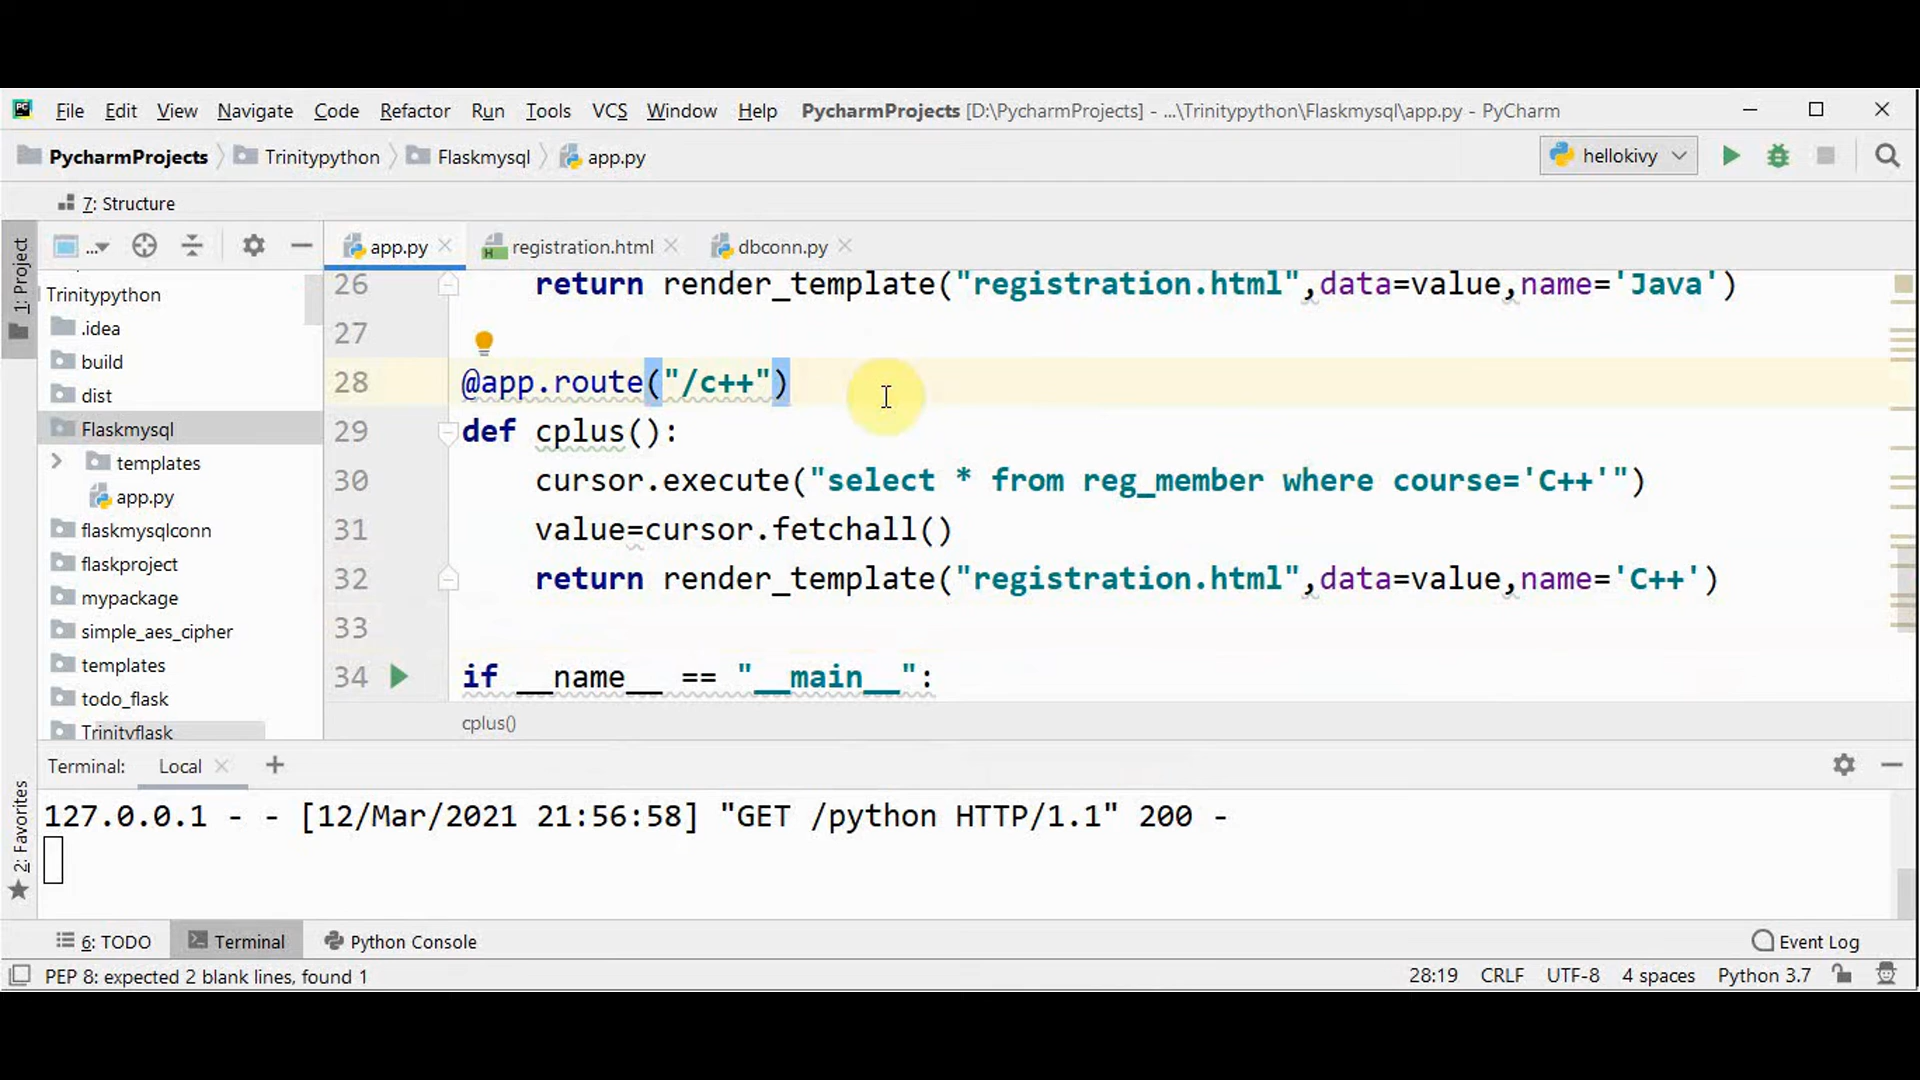 File Edit View Navigate Code Refactor Run Tools VCS Window Help PycharmProjects [D:\PycharmProjects] - ...\Trinitypython\Flaskmysql\app.py - PyCharm
PycharmProjects Trinitypython Flaskmysql app.py hellokivy
7: Structure
1: Project
...
app.py registration.html dbconn.py
Trinitypython
.idea
build
dist
Flaskmysql
templates
app.py
flaskmysqlconn
flaskproject
mypackage
simple_aes_cipher
templates
todo_flask
Trinityflask
26 return render_template("registration.html",data=value,name='Java')
27
28 @app.route("/c++")
29 def cplus():
30 cursor.execute("select * from reg_member where course='C++'")
31 value=cursor.fetchall()
32 return render_template("registration.html",data=value,name='C++')
33
34 if __name__ == "__main__":
cplus()
Terminal: Local
127.0.0.1 - - [12/Mar/2021 21:56:58] "GET /python HTTP/1.1" 200 -
2: Favorites
6: TODO Terminal Python Console Event Log
PEP 8: expected 2 blank lines, found 1 28:19 CRLF UTF-8 4 spaces Python 3.7